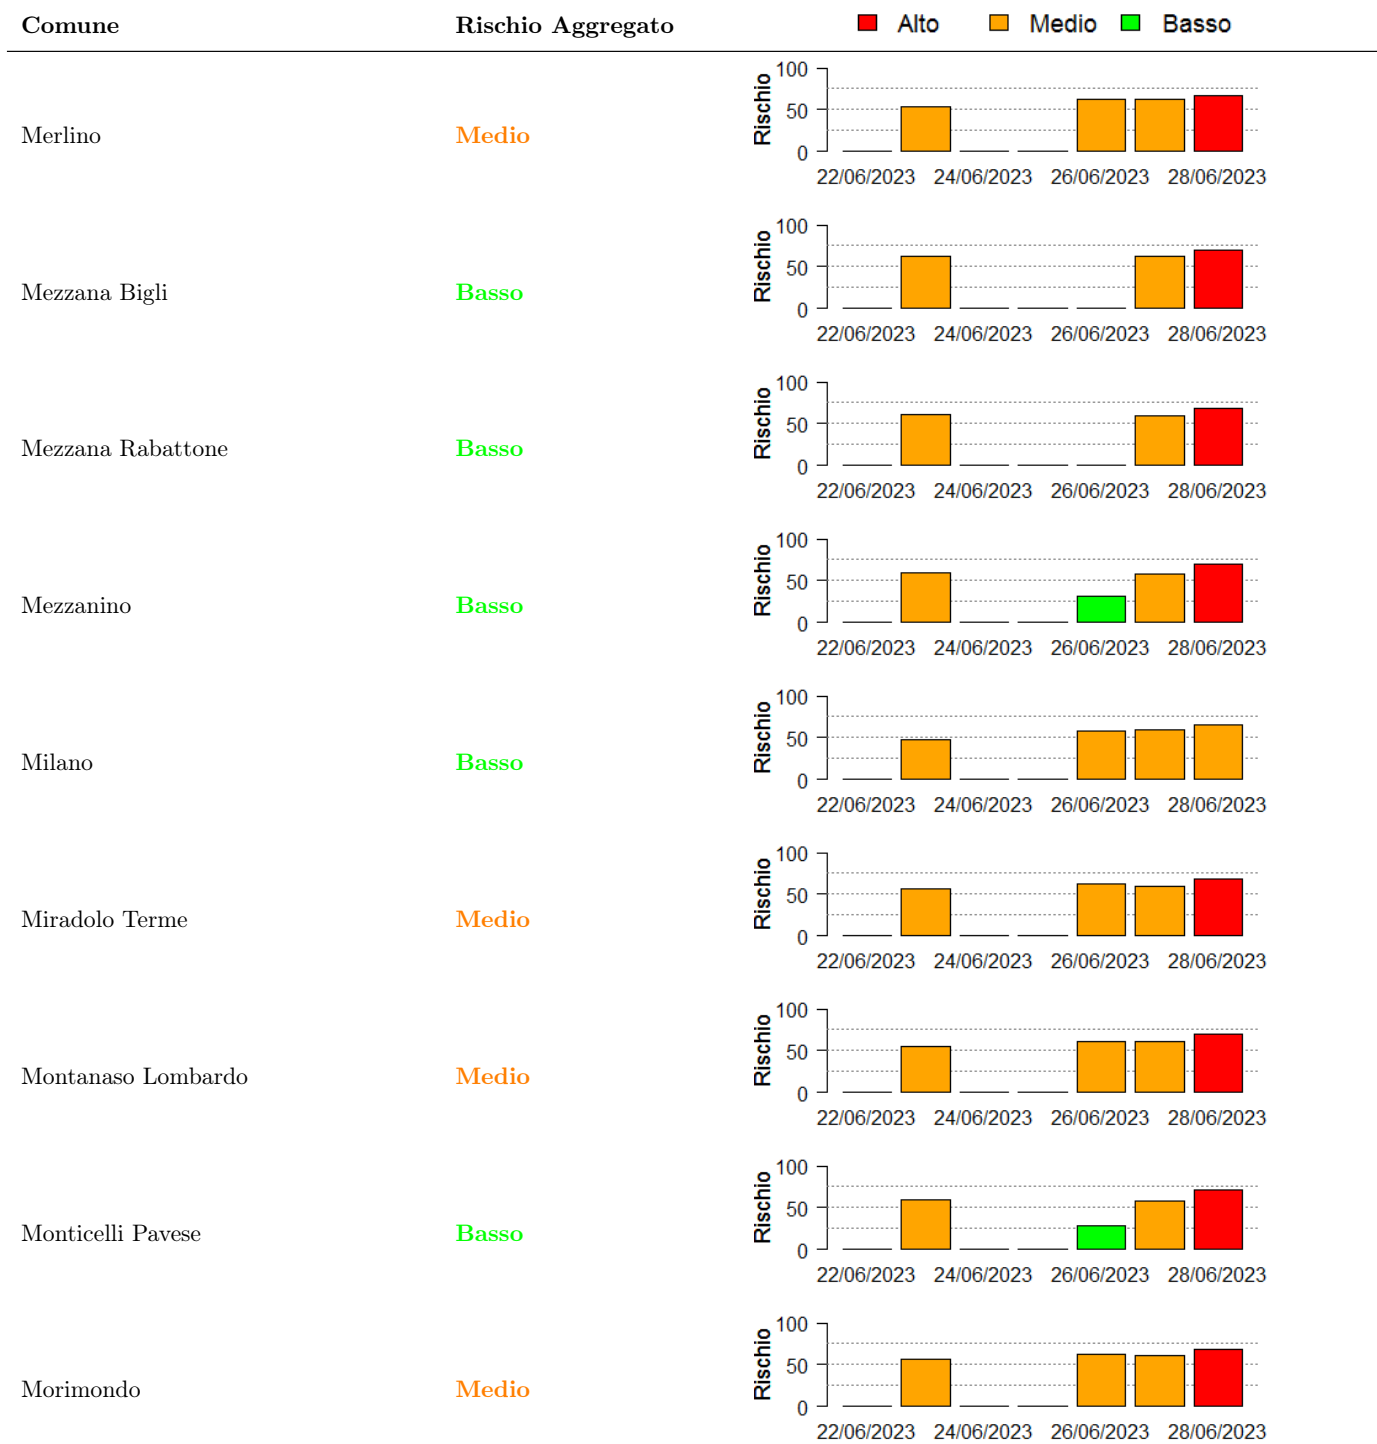 Comune Rischio Aggregato Alto Medio Basso
100
50
0
Rischio
Merlino Medio
22/06/2023 24/06/2023 26/06/2023 28/06/2023
100
50
0
Rischio
Mezzana Bigli Basso
22/06/2023 24/06/2023 26/06/2023 28/06/2023
100
50
0
Rischio
Mezzana Rabattone Basso
22/06/2023 24/06/2023 26/06/2023 28/06/2023
100
50
0
Rischio
Mezzanino Basso
22/06/2023 24/06/2023 26/06/2023 28/06/2023
100
50
0
Rischio
Milano Basso
22/06/2023 24/06/2023 26/06/2023 28/06/2023
100
50
0
Rischio
Miradolo Terme Medio
22/06/2023 24/06/2023 26/06/2023 28/06/2023
100
50
0
Rischio
Montanaso Lombardo Medio
22/06/2023 24/06/2023 26/06/2023 28/06/2023
100
50
0
Rischio
Monticelli Pavese Basso
22/06/2023 24/06/2023 26/06/2023 28/06/2023
100
50
0
Rischio
Morimondo Medio
22/06/2023 24/06/2023 26/06/2023 28/06/2023